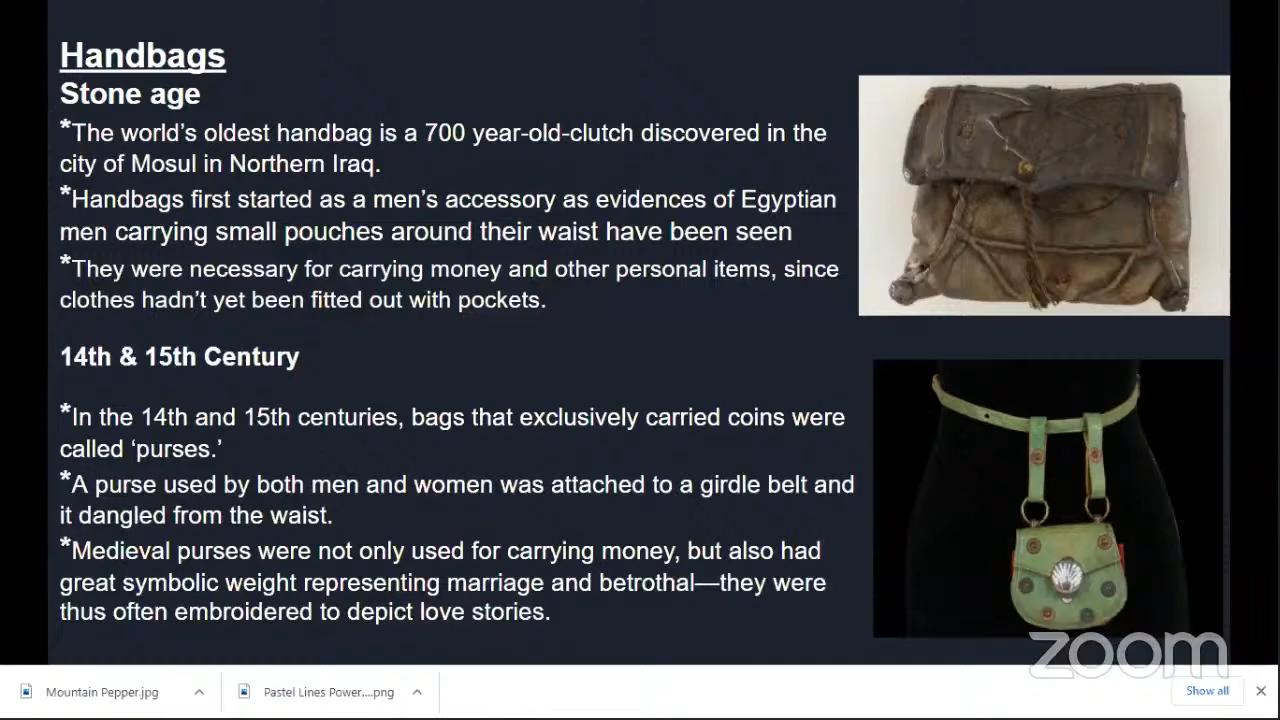 Handbags
Stone age
*The world's oldest handbag is a 700 year-old-clutch discovered in the
city of Mosul in Northern Iraq.
*Handbags first started as a men's accessory as evidences of Egyptian
men carrying small pouches around their waist have been seen
*They were necessary for carrying money and other personal items, since
clothes hadn't yet been fitted out with pockets.
14th & 15th Century
*In the 14th and 15th centuries, bags that exclusively carried coins were
called 'purses.'
*A purse used by both men and women was attached to a girdle belt and
it dangled from the waist.
*Medieval purses were not only used for carrying money, but also had
great symbolic weight representing marriage and betrothal—they were
thus often embroidered to depict love stories.
zoom
Mountain Pepper.jpg
Pastel Lines Power....png
Show all